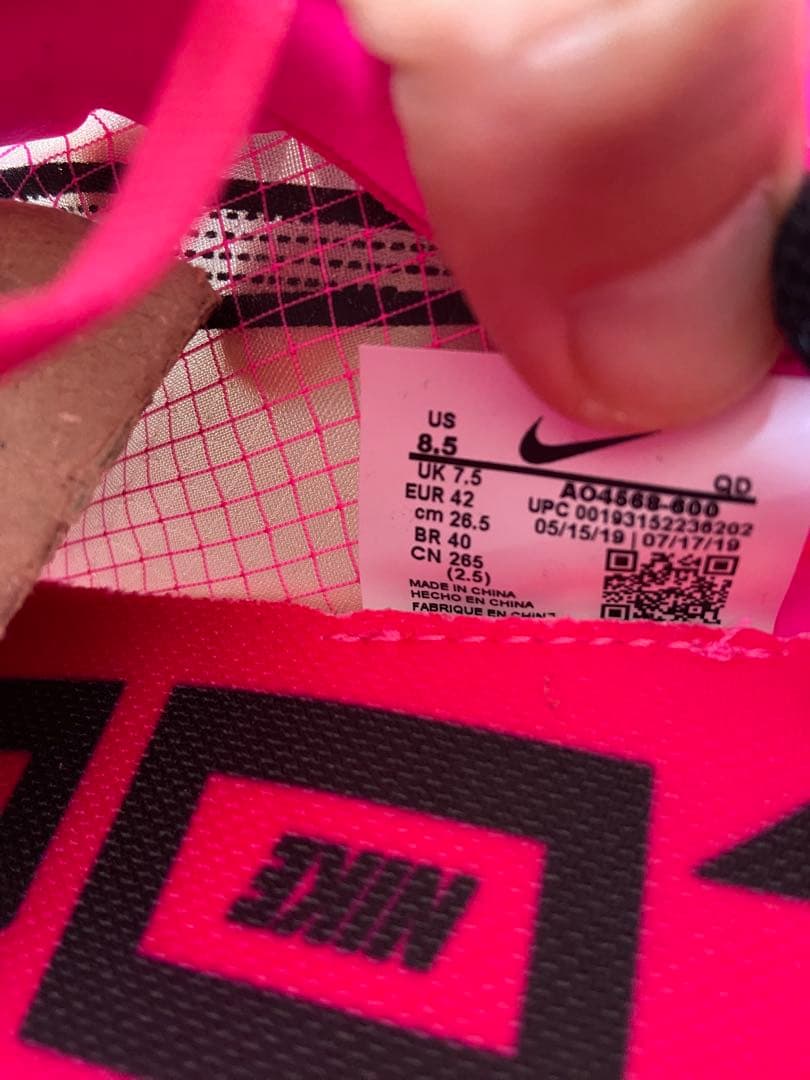 US
8.5
UK 7.5
EUR 42
cm 26.5
BR 40
CN 265
(2.5)
MADE IN CHINA
HECHO EN CHINA
FABRIQUE EN
QD
AO4568-600
UPC 00193152236202
05/15/19 | 07/17/19
NIKE